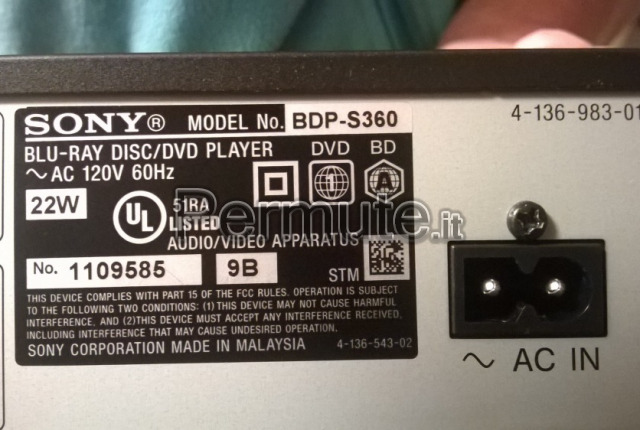 SONY® MODEL No. BDP-S360
4-136-983-01
BLU-RAY DISC/DVD PLAYER
DVD BD
~ AC 120V 60Hz
1 A
22W
UL ® 51RA
LISTED
Permute.it
AUDIO/VIDEO APPARATUS
No. 1109585 9B STM
THIS DEVICE COMPLIES WITH PART 15 OF THE FCC RULES. OPERATION IS SUBJECT
TO THE FOLLOWING TWO CONDITIONS: (1) THIS DEVICE MAY NOT CAUSE HARMFUL
INTERFERENCE, AND (2)THIS DEVICE MUST ACCEPT ANY INTERFERENCE RECEIVED,
INCLUDING INTERFERENCE THAT MAY CAUSE UNDESIRED OPERATION.
SONY CORPORATION MADE IN MALAYSIA 4-136-543-02
~ AC IN